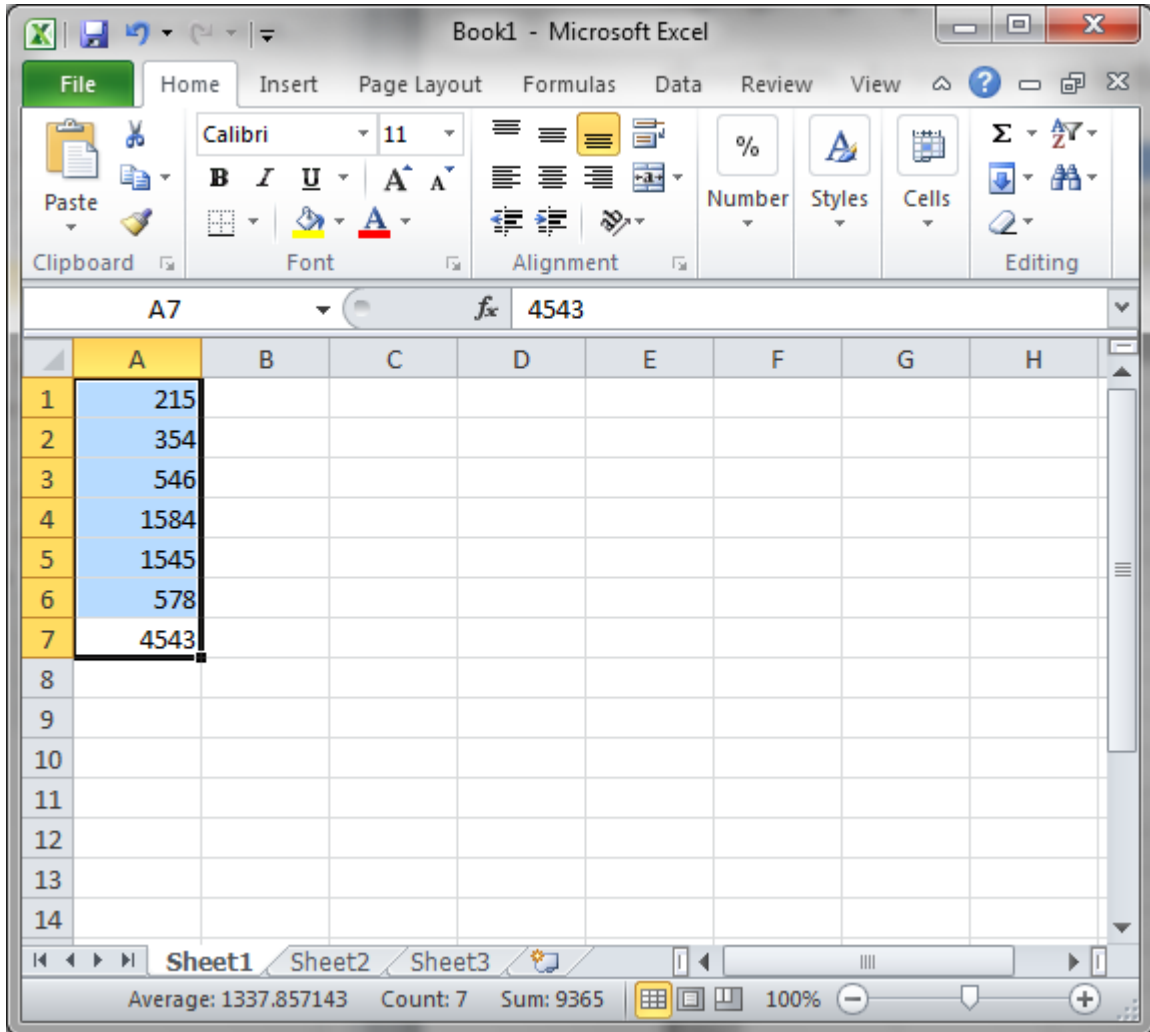 Book1 - Microsoft Excel
File Home Insert Page Layout Formulas Data Review View
Calibri 11
B I U A A
Paste A
% Number Styles Cells
Σ AZ
Clipboard Font Alignment Editing
A7 fx 4543
A B C D E F G H
1 215
2 354
3 546
4 1584
5 1545
6 578
7 4543
8
9
10
11
12
13
14
Sheet1 Sheet2 Sheet3
Average: 1337.857143 Count: 7 Sum: 9365 100%